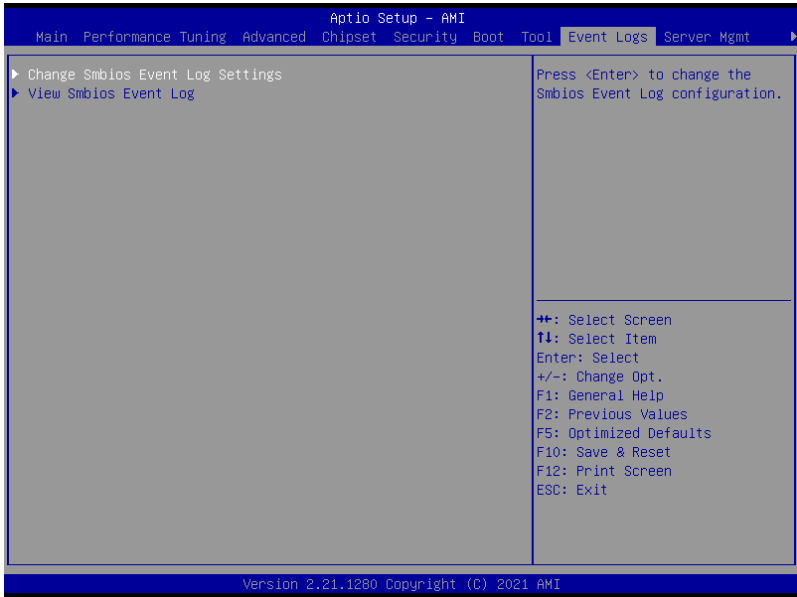 Aptio Setup - AMI
Main Performance Tuning Advanced Chipset Security Boot Tool Event Logs Server Mgmt
Change Smbios Event Log Settings
View Smbios Event Log
Press <Enter> to change the
Smbios Event Log configuration.
→←: Select Screen
↑↓: Select Item
Enter: Select
+/-: Change Opt.
F1: General Help
F2: Previous Values
F5: Optimized Defaults
F10: Save & Reset
F12: Print Screen
ESC: Exit
Version 2.21.1280 Copyright (C) 2021 AMI